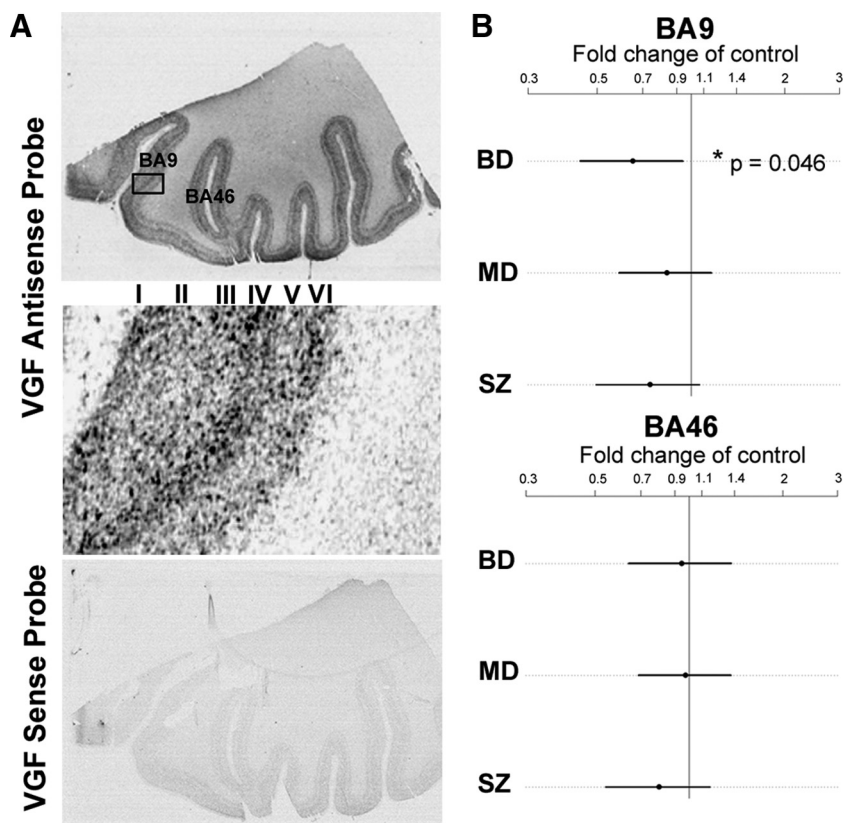 A
VGF Antisense Probe
BA9
BA46
I II III IV V VI
VGF Sense Probe
B
BA9
Fold change of control
0.3 0.5 0.7 0.9 1.1 1.4 2 3
BD
* p = 0.046
MD
SZ
BA46
Fold change of control
0.3 0.5 0.7 0.9 1.1 1.4 2 3
BD
MD
SZ